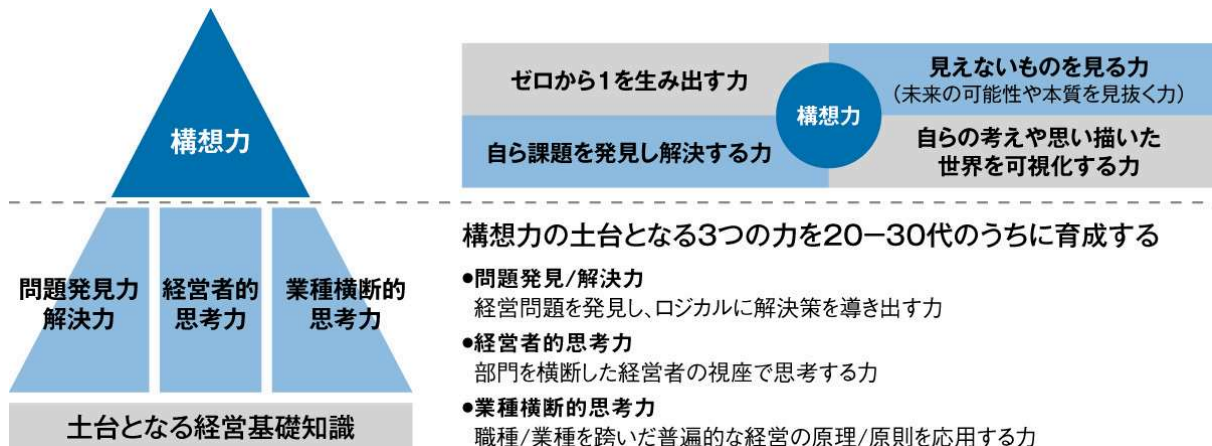 構想力
問題発見力
解決力
経営者的
思考力
業種横断的
思考力
土台となる経営基礎知識
ゼロから1を生み出す力
見えないものを見る力
(未来の可能性や本質を見抜く力)
構想力
自ら課題を発見し解決する力
自らの考えや思い描いた
世界を可視化する力
構想力の土台となる3つの力を20−30代のうちに育成する
●問題発見/解決力
経営問題を発見し、ロジカルに解決策を導き出す力
●経営者的思考力
部門を横断した経営者の視座で思考する力
●業種横断的思考力
職種/業種を跨いだ普遍的な経営の原理/原則を応用する力